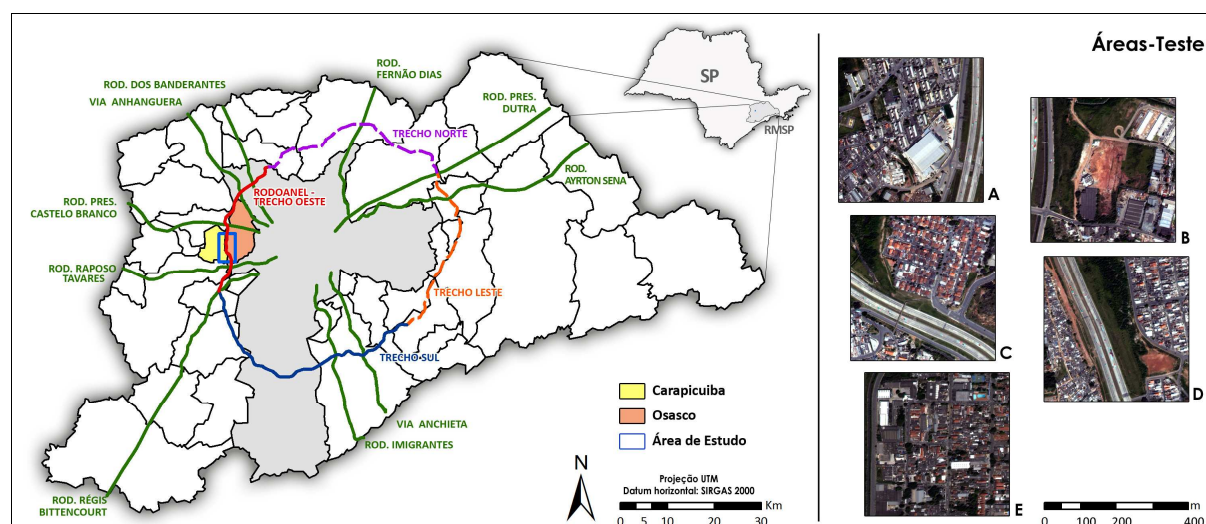 Áreas-Teste
ROD. DOS BANDERANTES
VIA ANHANGUERA
ROD.
FERNÃO DIAS
ROD. PRES.
DUTRA
SP
RMSP
TRECHO NORTE
ROD.
AYRTON SENA
RODOANEL -
TRECHO OESTE
ROD. PRES.
CASTELO BRANCO
ROD. RAPOSO
TAVARES
TRECHO LESTE
TRECHO SUL
VIA ANCHIETA
ROD. IMIGRANTES
ROD. RÉGIS
BITTENCOURT
Carapicuiba
Osasco
Área de Estudo
N
Projeção UTM
Datum horizontal: SIRGAS 2000
Km
0 5 10 20 30
A
B
C
D
E
m
0 100 200 400